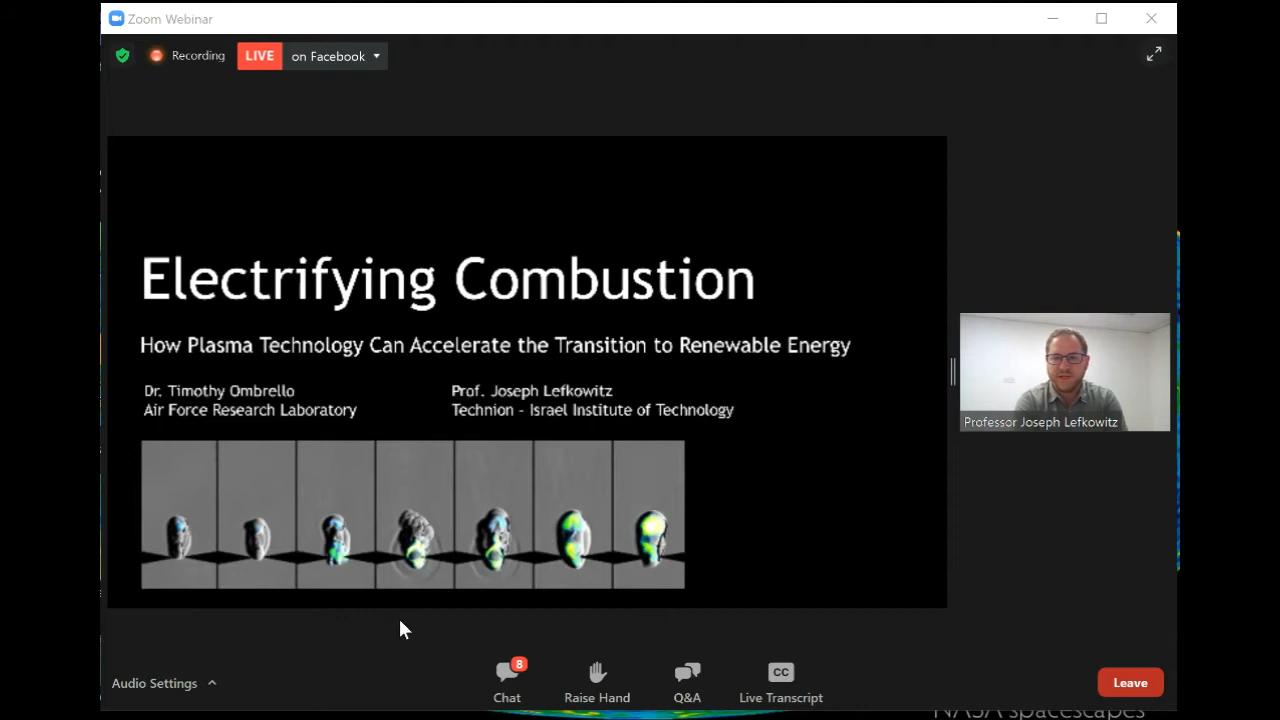 Zoom Webinar
Recording
LIVE on Facebook
Electrifying Combustion
How Plasma Technology Can Accelerate the Transition to Renewable Energy
Dr. Timothy Ombrello
Air Force Research Laboratory
Prof. Joseph Lefkowitz
Technion - Israel Institute of Technology
Professor Joseph Lefkowitz
Audio Settings
8
Chat
Raise Hand
Q&A
CC
Live Transcript
Leave
NASA spacescapes